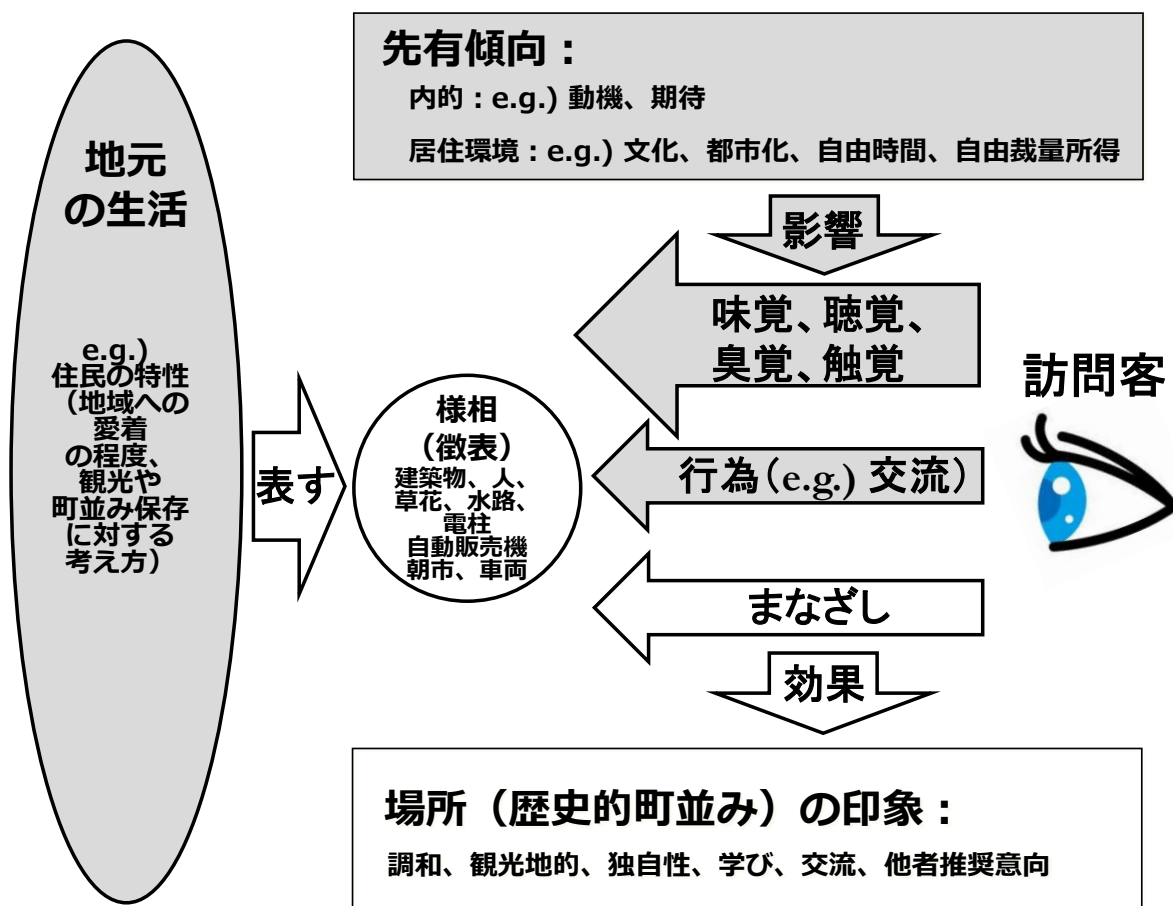 先有傾向：
内的：e.g.) 動機、期待
居住環境：e.g.) 文化、都市化、自由時間、自由裁量所得
地元
の生活
e.g.)
住民の特性
（地域への
愛着
の程度、
観光や
町並み保存
に対する
考え方）
表す
様相
（徴表）
建築物、人、
草花、水路、
電柱
自動販売機
朝市、車両
影響
味覚、聴覚、
臭覚、触覚
行為（e.g.) 交流）
まなざし
訪問客
効果
場所（歴史的町並み）の印象：
調和、観光地的、独自性、学び、交流、他者推奨意向